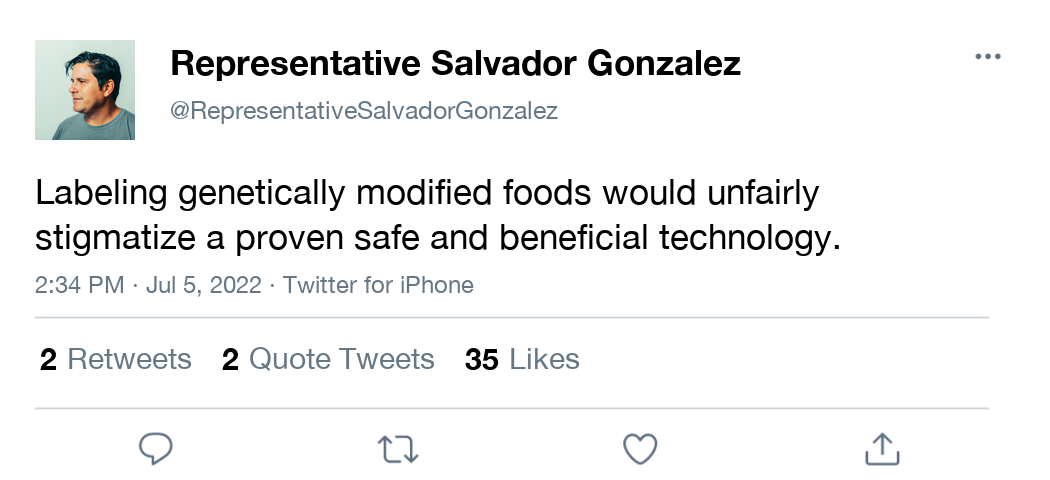 Representative Salvador Gonzalez
@RepresentativeSalvadorGonzalez
Labeling genetically modified foods would unfairly
stigmatize a proven safe and beneficial technology.
2:34 PM · Jul 5, 2022 · Twitter for iPhone
2 Retweets 2 Quote Tweets 35 Likes